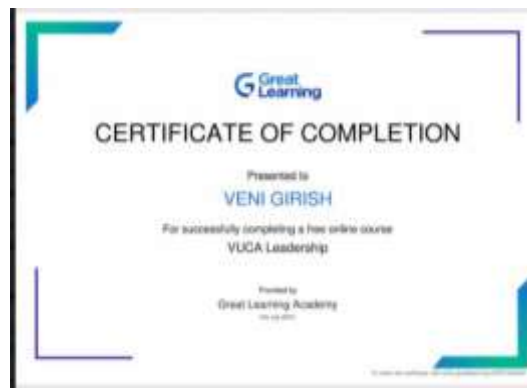 Great
Learning
CERTIFICATE OF COMPLETION
Presented to
VENI GIRISH
For successfully completing a free online course
VUCA Leadership
Provided by
Great Learning Academy